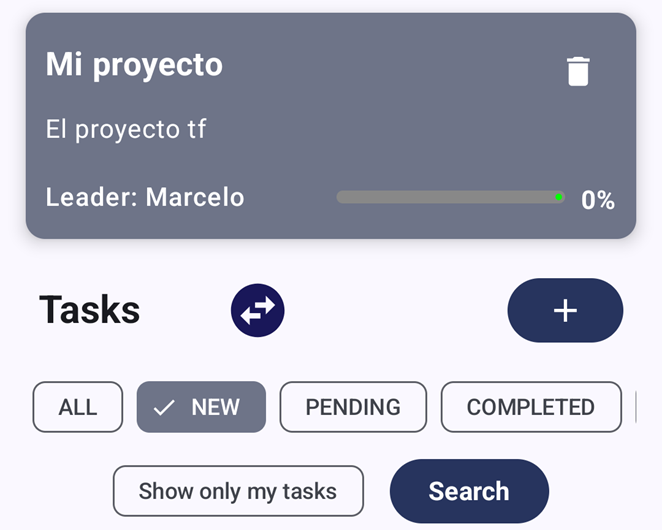 Mi proyecto
El proyecto tf
Leader: Marcelo 0%
Tasks
ALL NEW PENDING COMPLETED
Show only my tasks Search